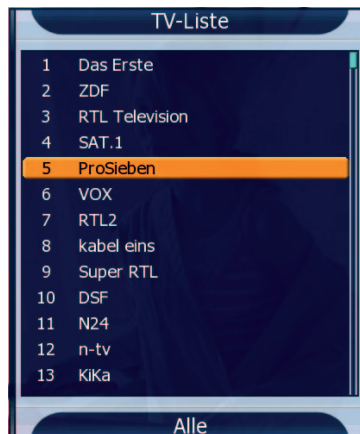 TV-Liste
1 Das Erste
2 ZDF
3 RTL Television
4 SAT.1
5 ProSieben
6 VOX
7 RTL2
8 kabel eins
9 Super RTL
10 DSF
11 N24
12 n-tv
13 KiKa
Alle